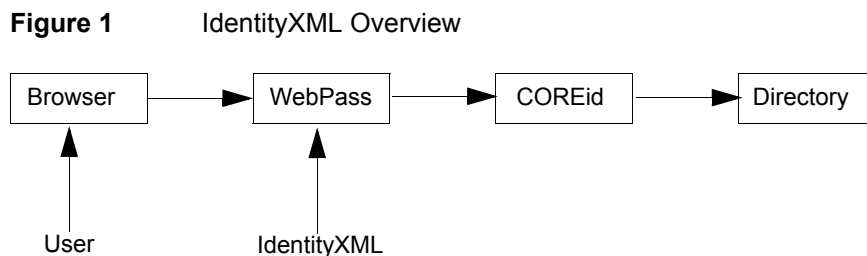 Figure 1 IdentityXML Overview
Browser WebPass COREid Directory
User IdentityXML